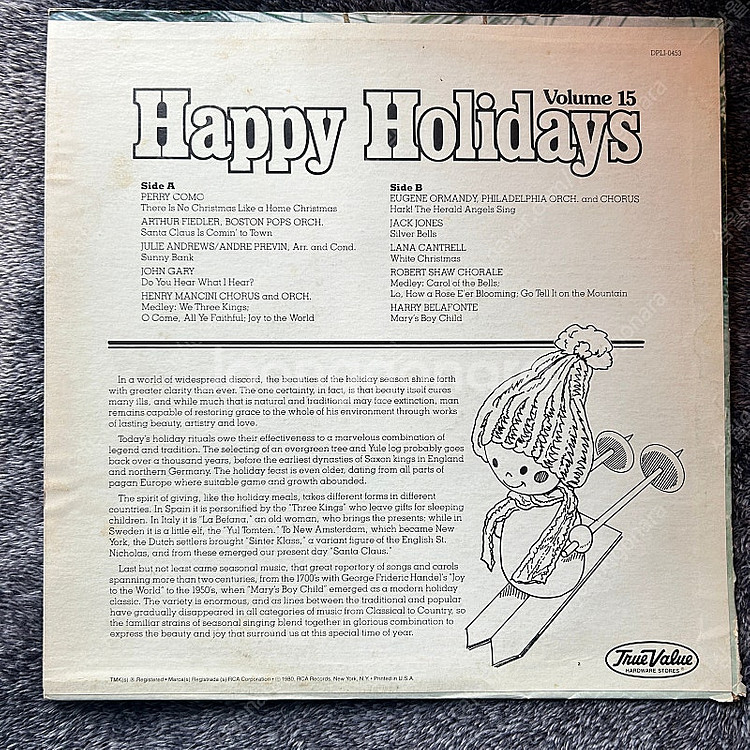 DPL1-0453
Happy Holidays
Volume 15
Side A
PERRY COMO
There Is No Christmas Like a Home Christmas
ARTHUR FIEDLER, BOSTON POPS ORCH.
Santa Claus Is Comin' to Town
JULIE ANDREWS/ANDRE PREVIN, Arr. and Cond.
Sunny Bank
JOHN GARY
Do You Hear What I Hear?
HENRY MANCINI CHORUS and ORCH.
Medley: We Three Kings;
O Come, All Ye Faithful; Joy to the World
Side B
EUGENE ORMANDY, PHILADELPHIA ORCH. and CHORUS
Hark! The Herald Angels Sing
JACK JONES
Silver Bells
LANA CANTRELL
White Christmas
ROBERT SHAW CHORALE
Medley: Carol of the Bells;
Lo, How a Rose E'er Blooming; Go Tell It on the Mountain
HARRY BELAFONTE
Mary's Boy Child
In a world of widespread discord, the beauties of the holiday season shine forth
with greater clarity than ever. The one certainty, in fact, is that beauty itself cures
many ills, and while much that is natural and traditional may face extinction, man
remains capable of restoring grace to the whole of his environment through works
of lasting beauty, artistry and love.
Today's holiday rituals owe their effectiveness to a marvelous combination of
legend and tradition. The selecting of an evergreen tree and Yule log probably goes
back over a thousand years, before the earliest dynasties of Saxon kings in England
and northern Germany. The holiday feast is even older, dating from all parts of
pagan Europe where suitable game and growth abounded.
The spirit of giving, like the holiday meals, takes different forms in different
countries. In Spain it is personified by the "Three Kings" who leave gifts for sleeping
children. In Italy it is "La Befana," an old woman, who brings the presents; while in
Sweden it is a little elf, the "Yul Tomten." To New Amsterdam, which became New
York, the Dutch settlers brought "Sinter Klass," a variant figure of the English St.
Nicholas, and from these emerged our present day "Santa Claus."
Last but not least came seasonal music, that great repertory of songs and carols
spanning more than two centuries, from the 1700's with George Frideric Handel's "Joy
to the World" to the 1950's, when "Mary's Boy Child" emerged as a modern holiday
classic. The variety is enormous, and as lines between the traditional and popular
have gradually disappeared in all categories of music from Classical to Country, so
the familiar strains of seasonal singing blend together in glorious combination to
express the beauty and joy that surround us at this special time of year.
2
True Value
HARDWARE STORES ®
TMK(s) ® Registered • Marca(s) Registrada(s) RCA Corporation • ℗ 1980, RCA Records, New York, N.Y. • Printed in U.S.A.